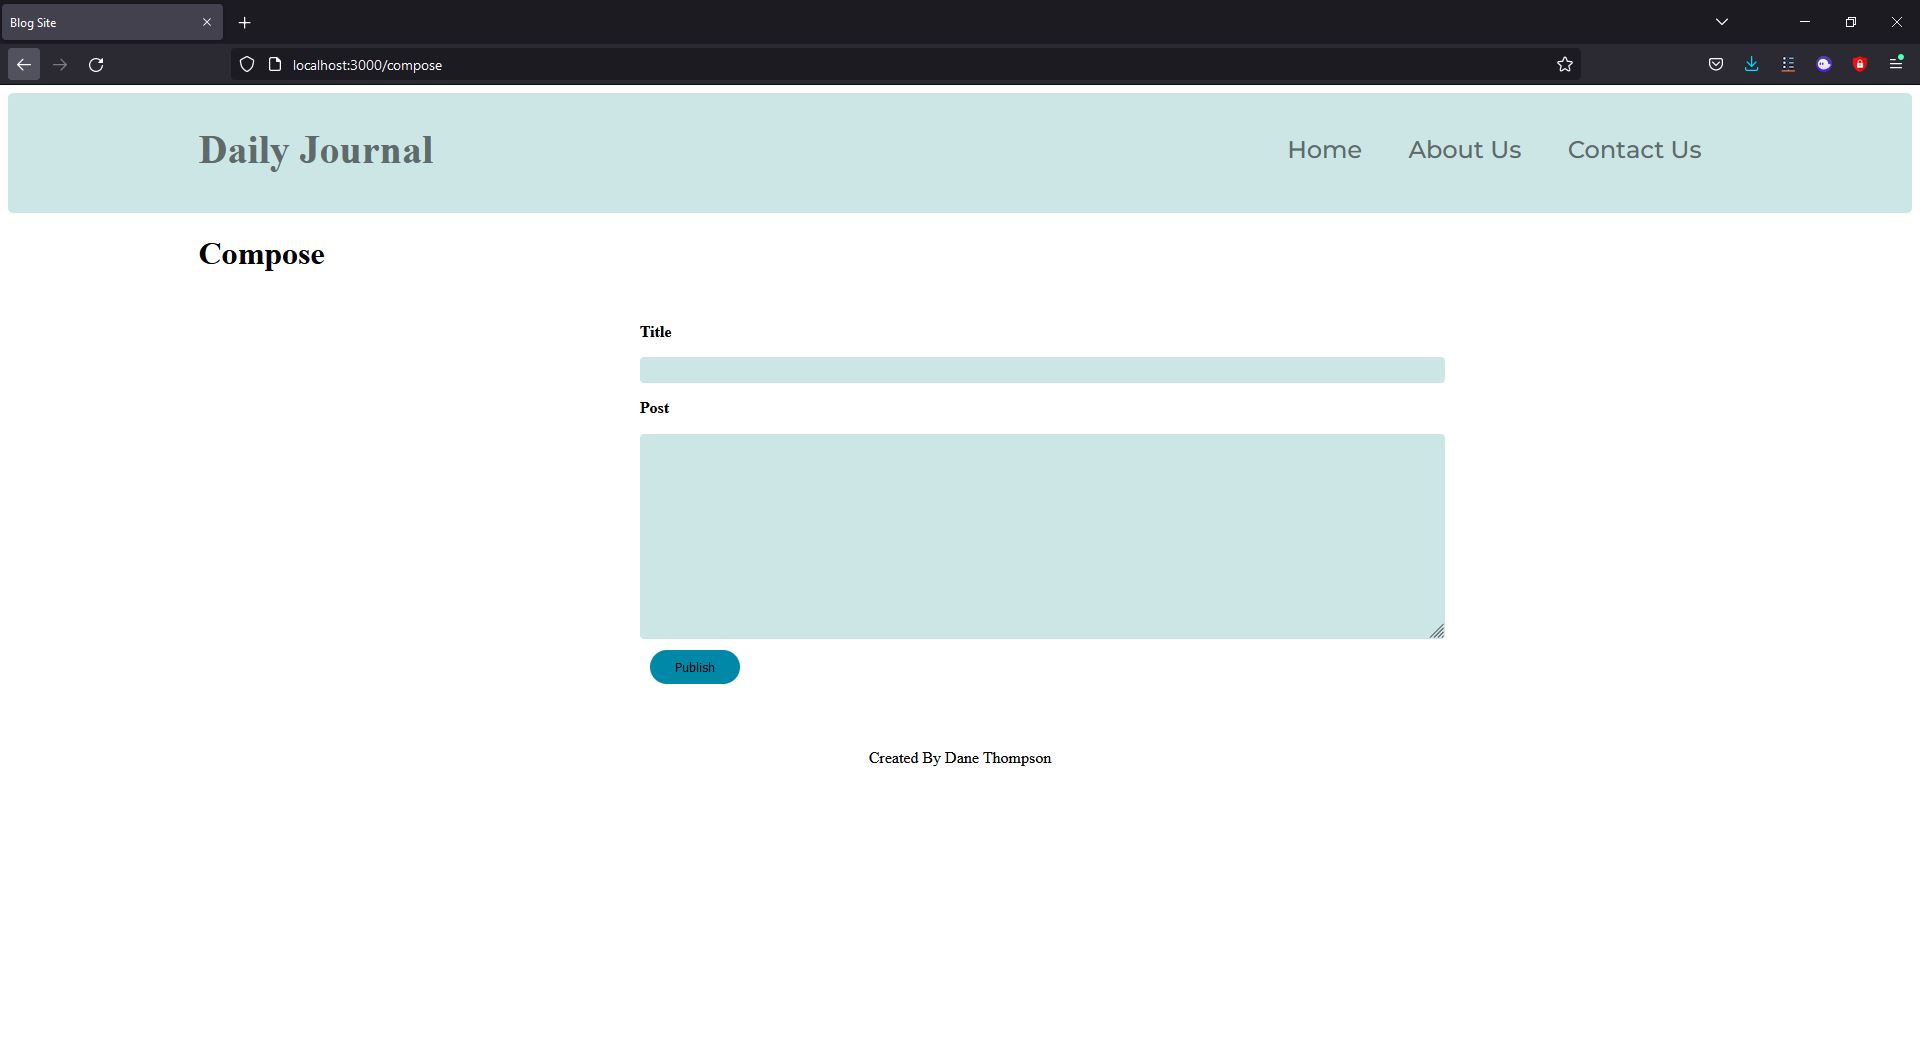 Blog Site
localhost:3000/compose
Daily Journal
Home About Us Contact Us
Compose
Title
Post
Publish
Created By Dane Thompson